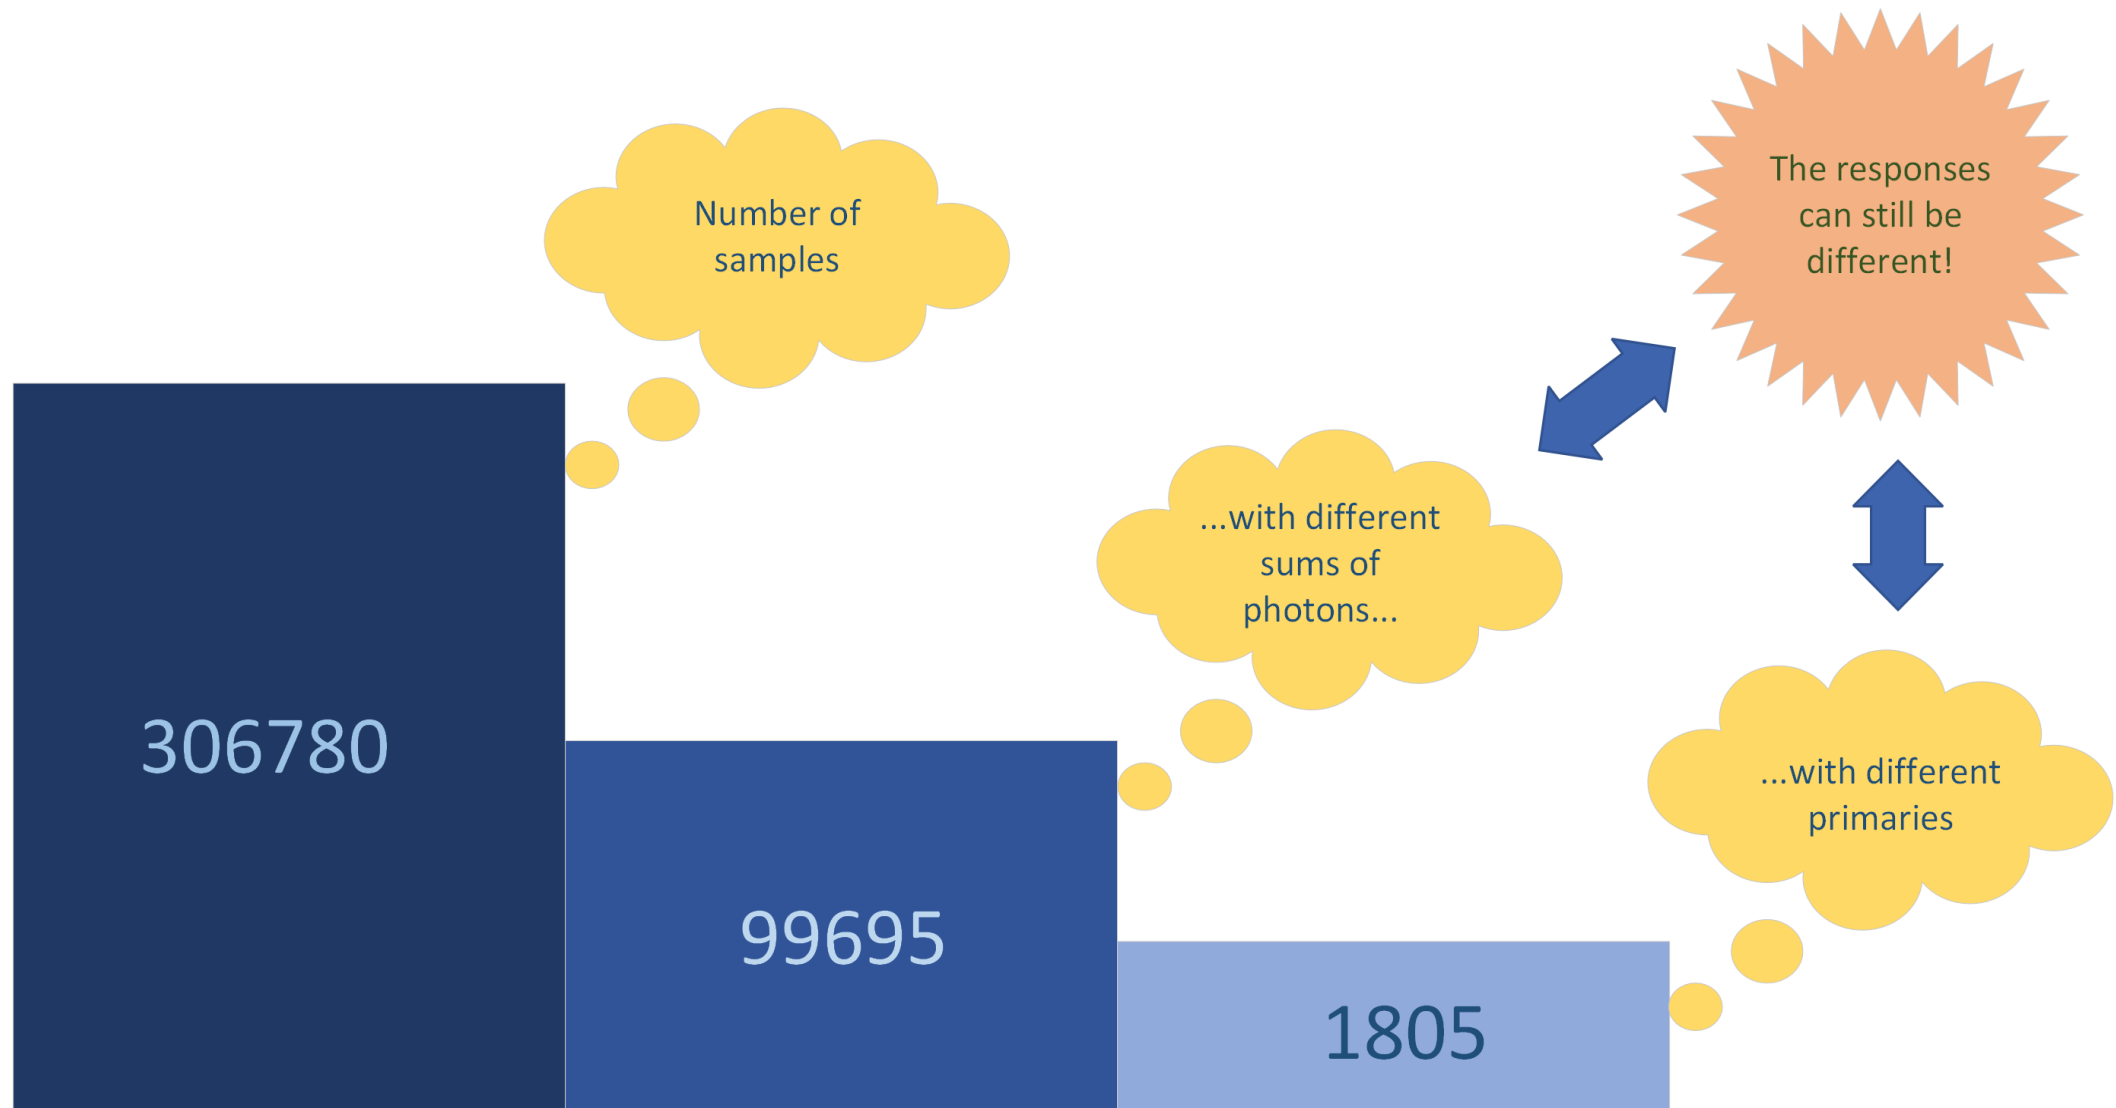 Number of
samples
The responses
can still be
different!
...with different
sums of
photons...
...with different
primaries
306780
99695
1805